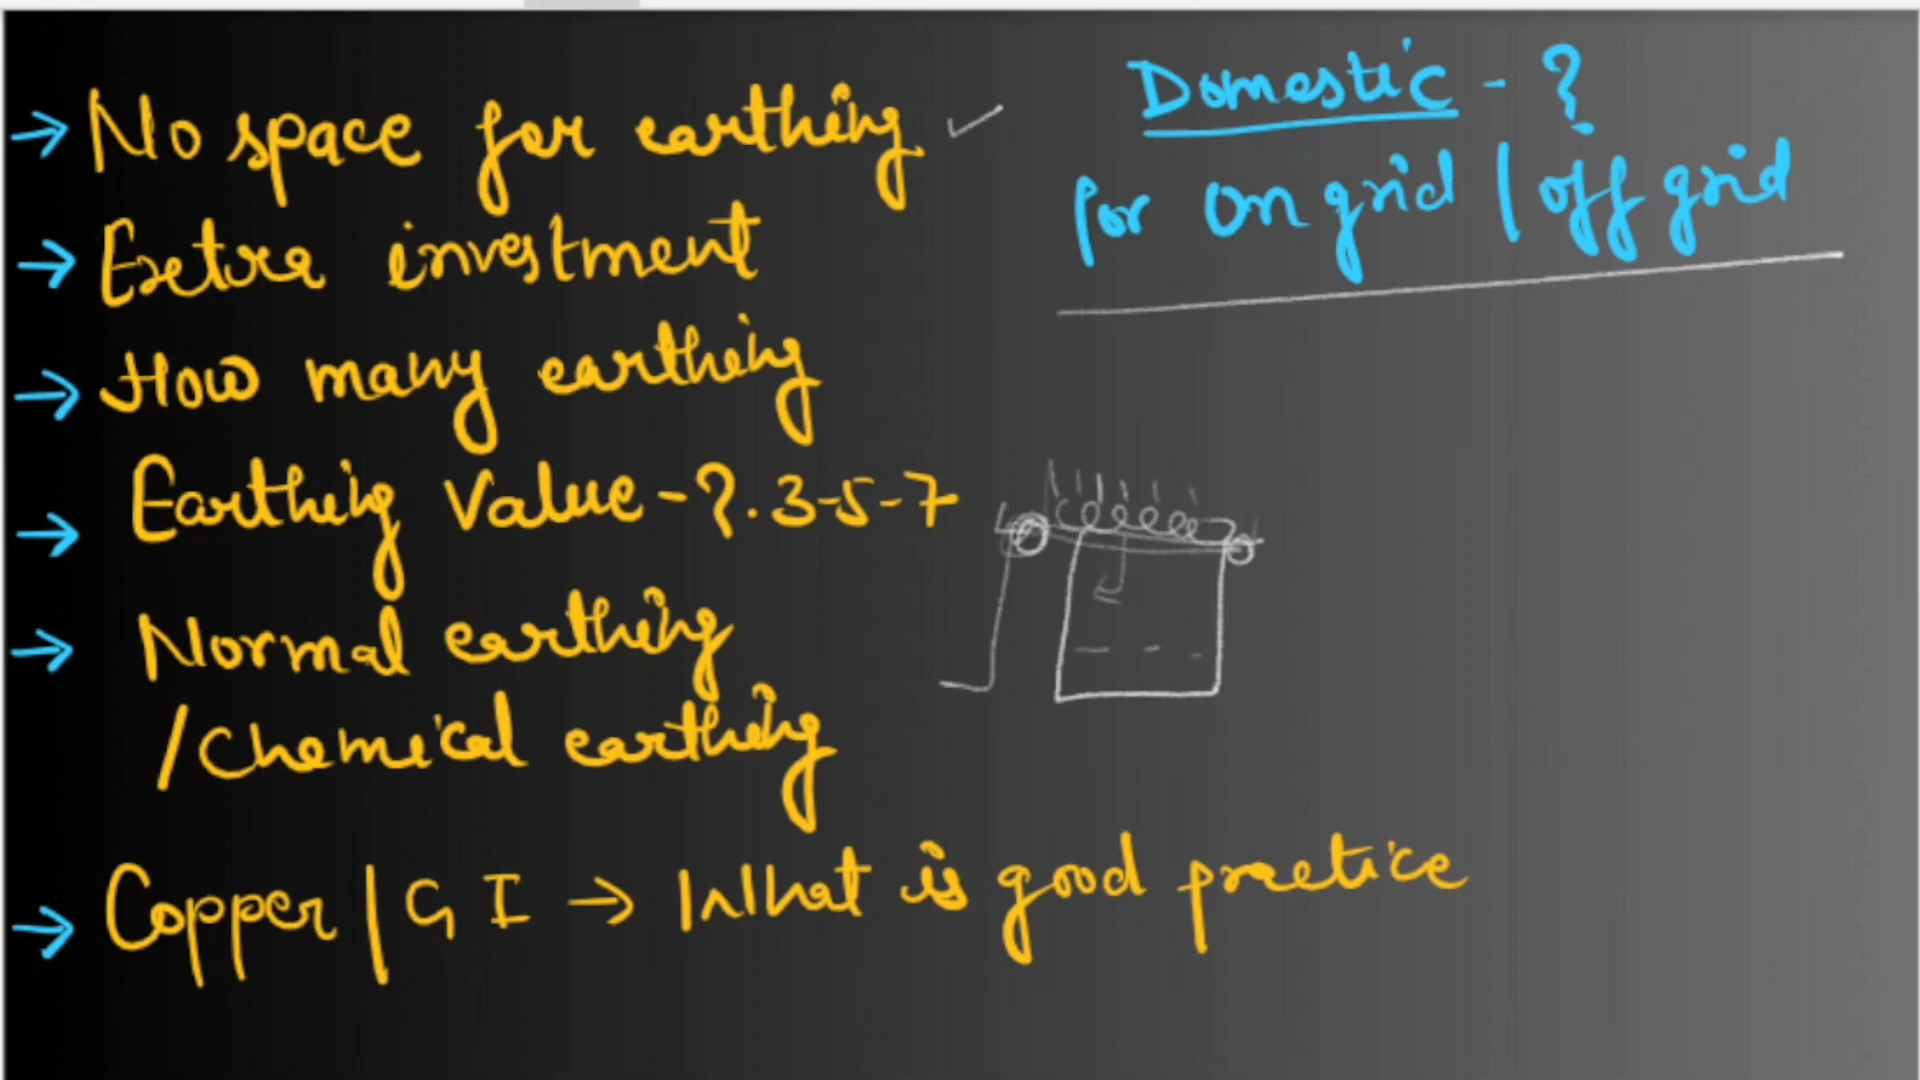 → No space for earthing ✓
→ Extra investment
→ How many earthing
→ Earthing Value - ? . 3-5-7
→ Normal earthing
/ Chemical earthing
→ Copper | G I → What is good practice
Domestic - ?
for on grid | off grid